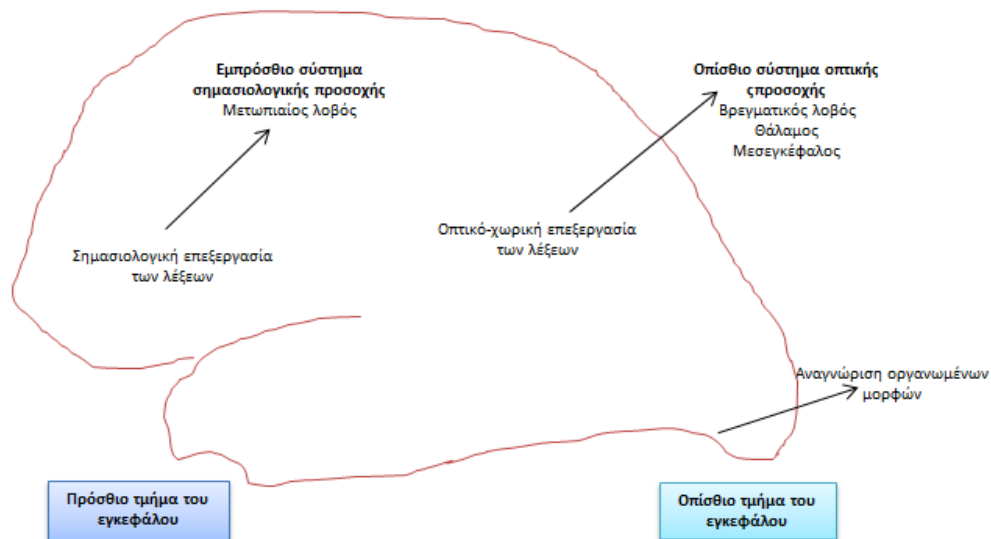 Εμπρόσθιο σύστημα
σημασιολογικής προσοχής
Μετωπιαίος λοβός
Οπίσθιο σύστημα οπτικής
ςπροσοχής
Βρεγματικός λοβός
Θάλαμος
Μεσεγκέφαλος
Σημασιολογική επεξεργασία
των λέξεων
Οπτικό-χωρική επεξεργασία
των λέξεων
Αναγνώριση οργανωμένων
μορφών
Πρόσθιο τμήμα του
εγκεφάλου
Οπίσθιο τμήμα του
εγκεφάλου